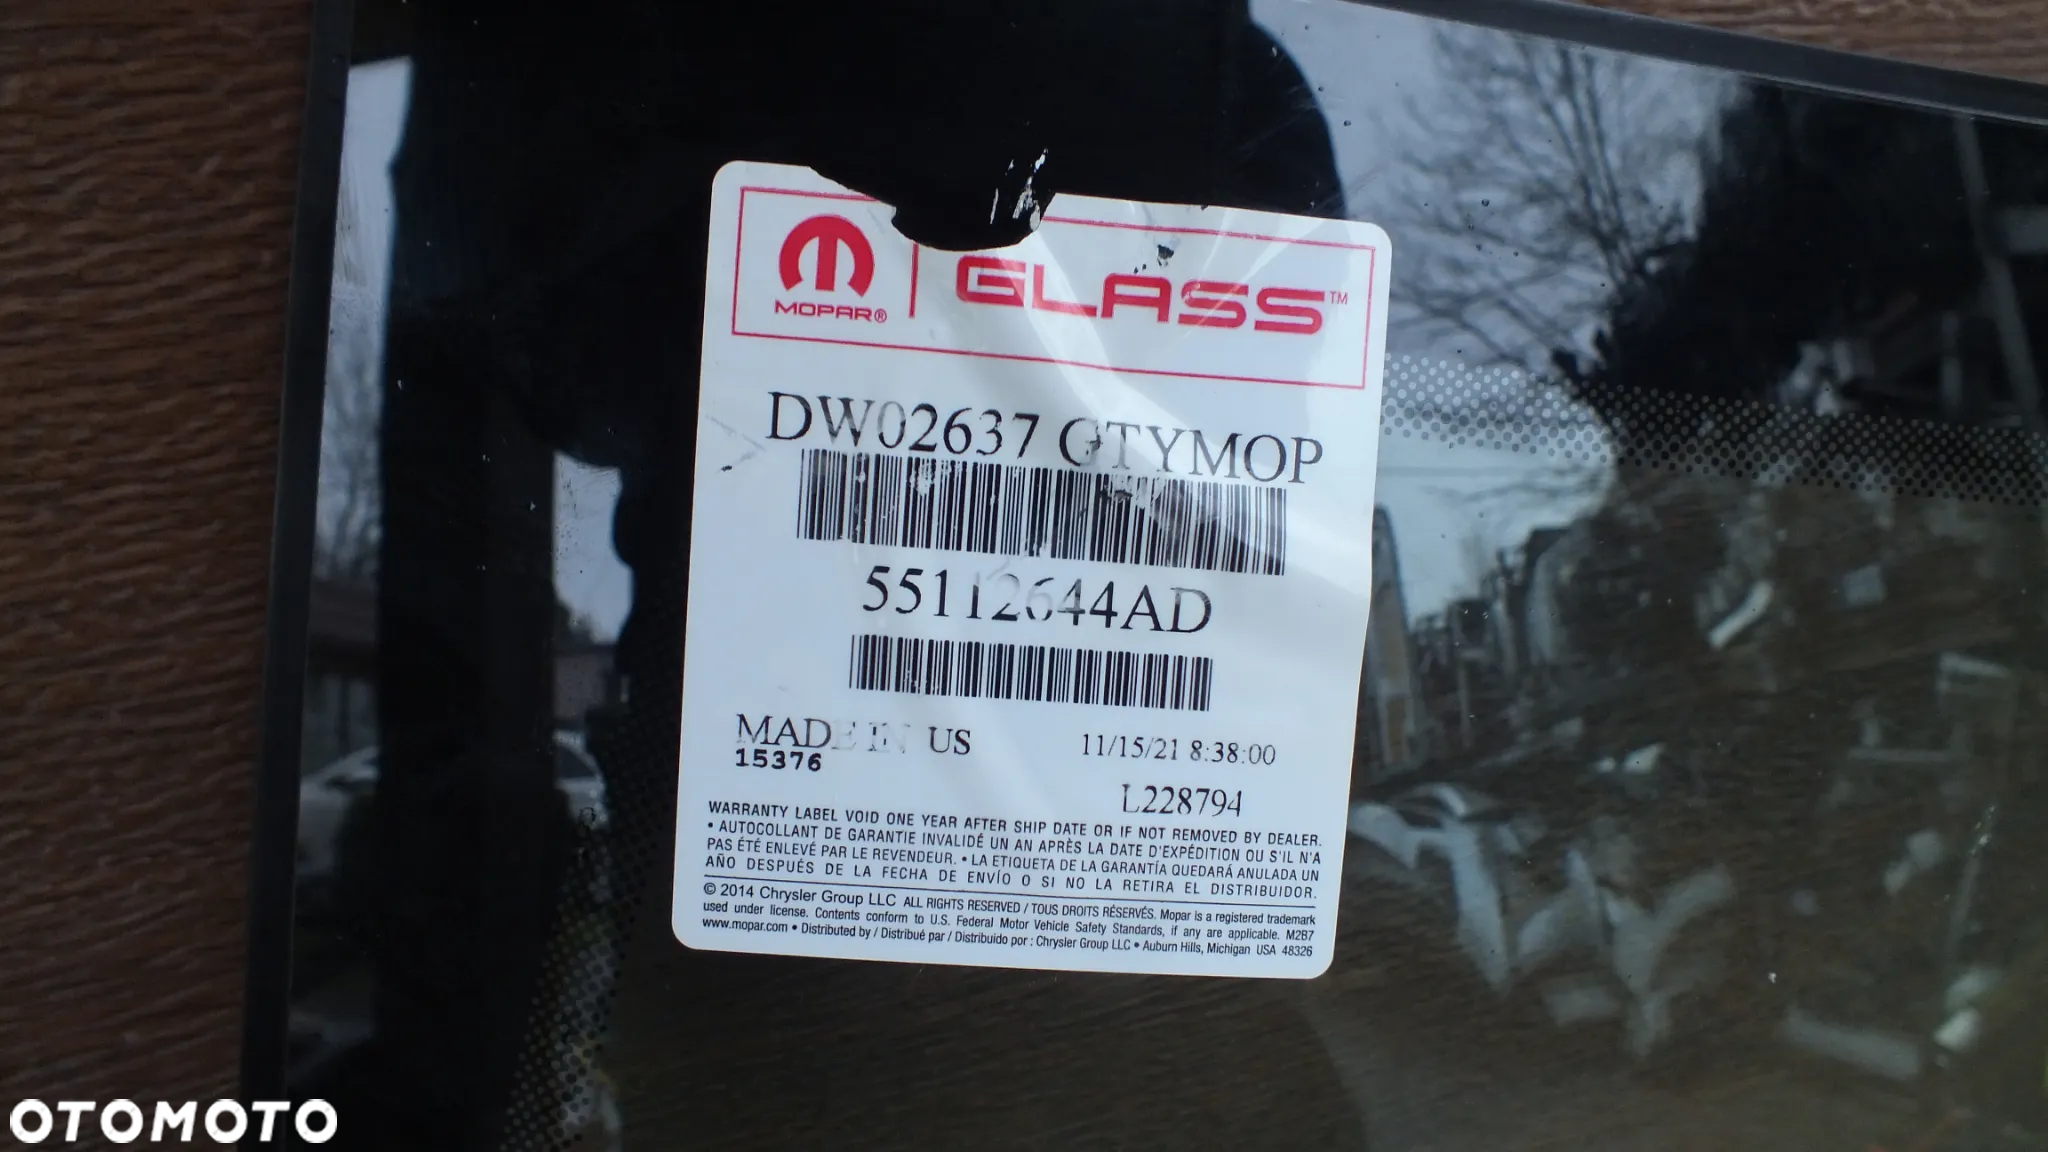 MOPAR® GLASS™
DW02637 GTYMOP
55112644AD
MADE IN US 11/15/21 8:38:00
15376
L228794
WARRANTY LABEL VOID ONE YEAR AFTER SHIP DATE OR IF NOT REMOVED BY DEALER.
• AUTOCOLLANT DE GARANTIE INVALIDÉ UN AN APRÈS LA DATE D'EXPÉDITION OU S'IL N'A
PAS ÉTÉ ENLEVÉ PAR LE REVENDEUR. • LA ETIQUETA DE LA GARANTÍA QUEDARÁ ANULADA UN
AÑO DESPUÉS DE LA FECHA DE ENVÍO O SI NO LA RETIRA EL DISTRIBUIDOR.
© 2014 Chrysler Group LLC ALL RIGHTS RESERVED / TOUS DROITS RÉSERVÉS. Mopar is a registered trademark
used under license. Contents conform to U.S. Federal Motor Vehicle Safety Standards, if any are applicable. M2B7
www.mopar.com • Distributed by / Distribué par / Distribuido por : Chrysler Group LLC • Auburn Hills, Michigan USA 48326
OTOMOTO